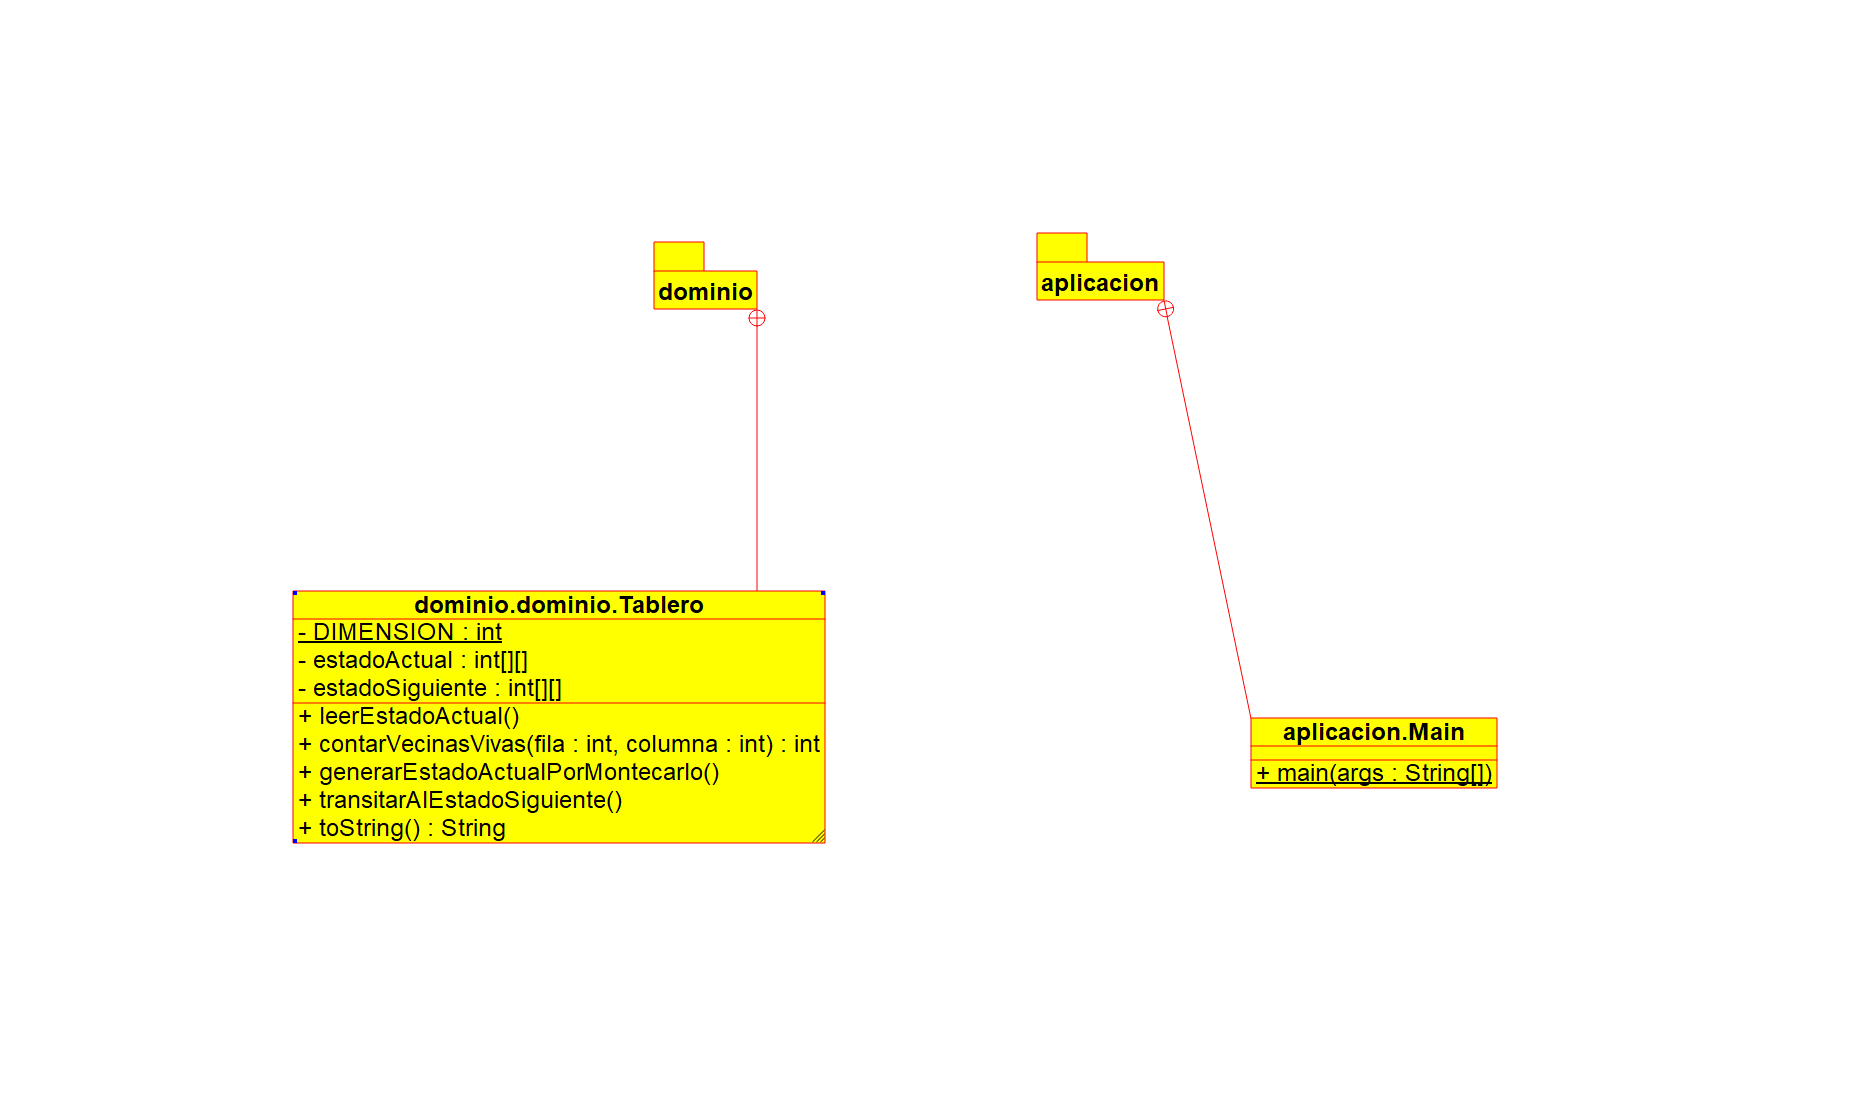 dominio
aplicacion
dominio.dominio.Tablero
- DIMENSION : int
- estadoActual : int[][]
- estadoSiguiente : int[][]
+ leerEstadoActual()
+ contarVecinasVivas(fila : int, columna : int) : int
+ generarEstadoActualPorMontecarlo()
+ transitarAlEstadoSiguiente()
+ toString() : String
aplicacion.Main
+ main(args : String[])